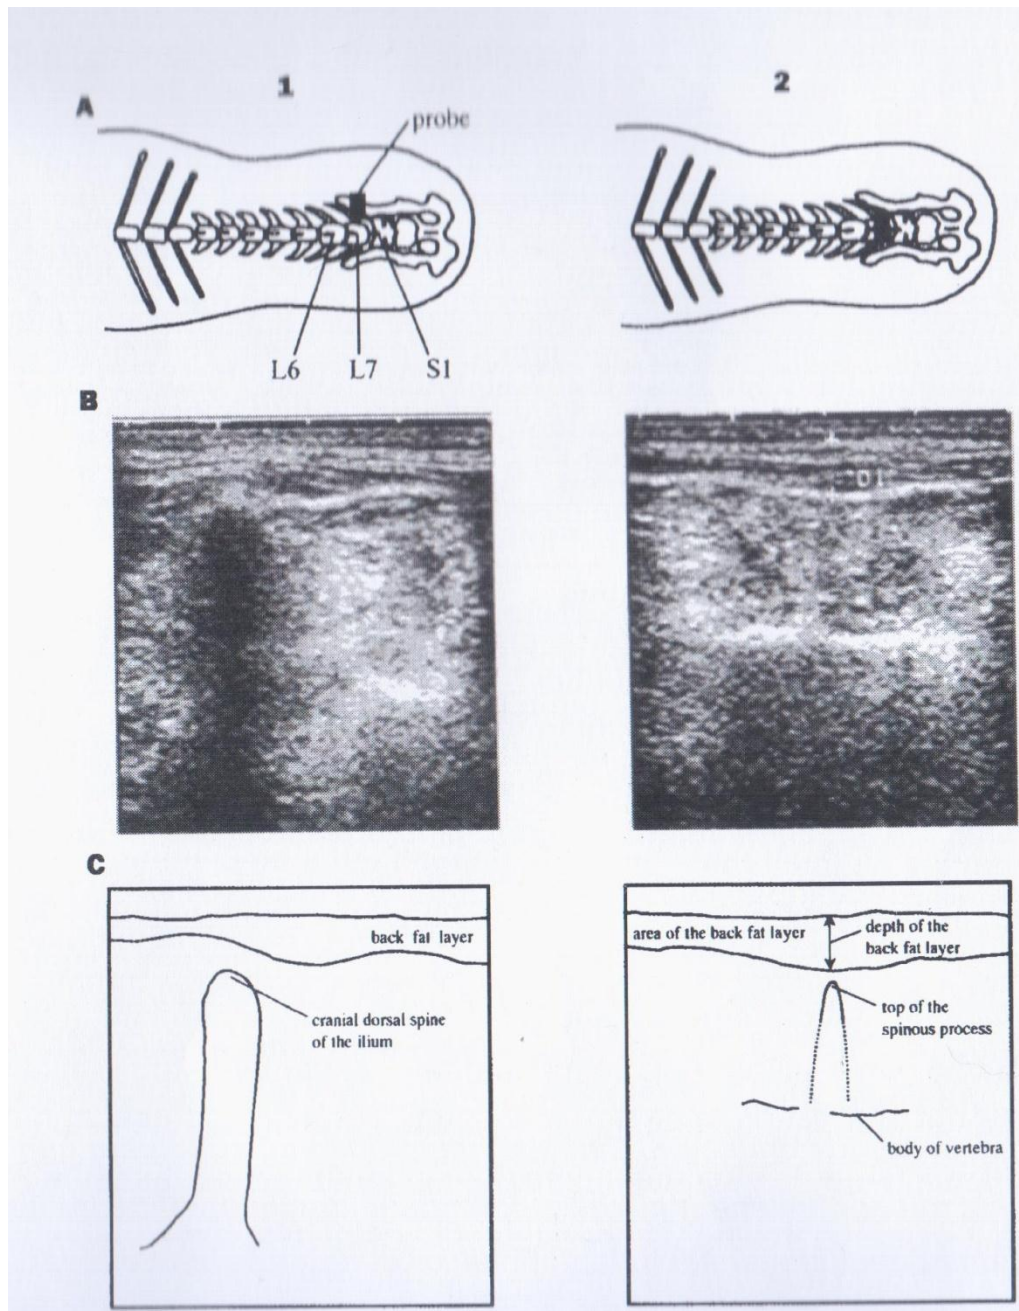 1
2
A
probe
L6
L7
S1
B
01
C
back fat layer
cranial dorsal spine
of the ilium
area of the back fat layer
depth of the
back fat layer
top of the
spinous process
body of vertebra